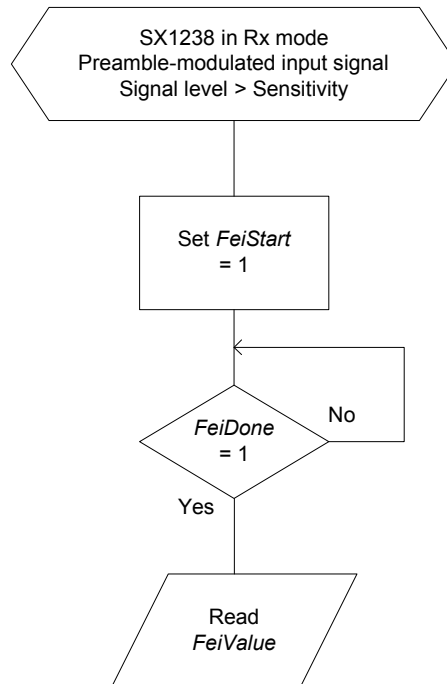 SX1238 in Rx mode
Preamble-modulated input signal
Signal level > Sensitivity
Set FeiStart
= 1
FeiDone
= 1
No
Yes
Read
FeiValue